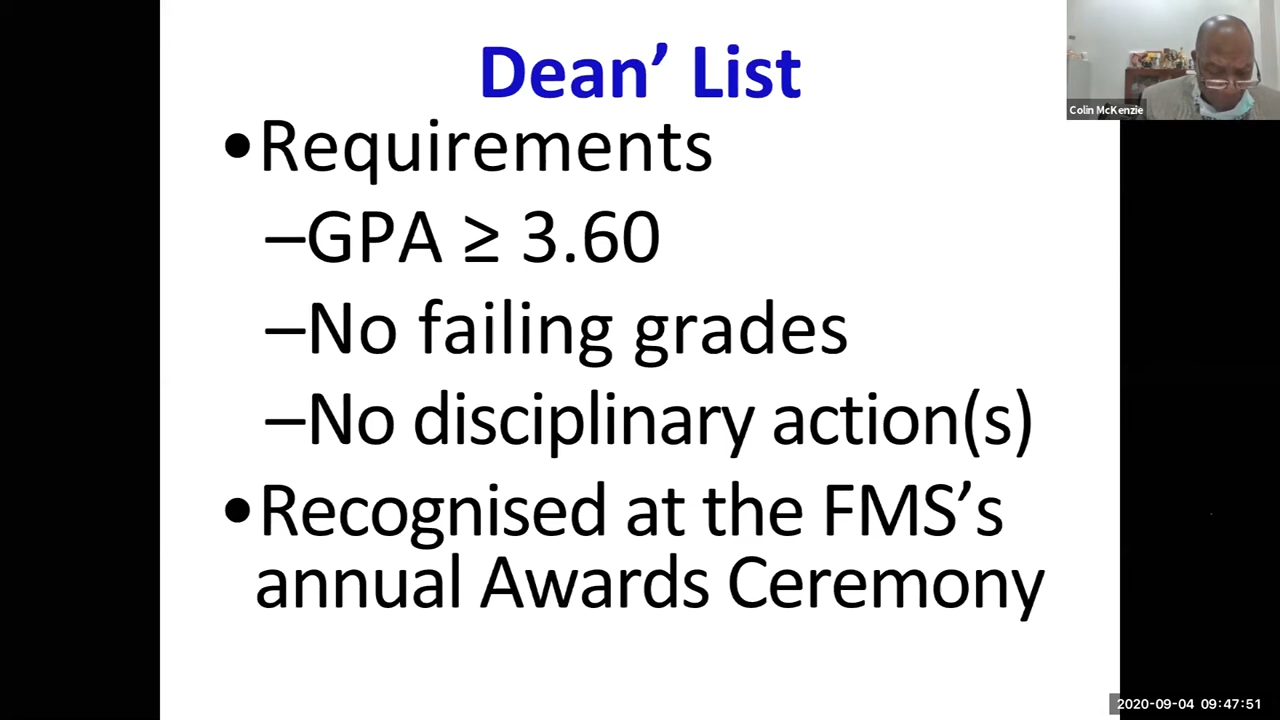 Dean’ List
•Requirements
–GPA ≥ 3.60
–No failing grades
–No disciplinary action(s)
•Recognised at the FMS’s
annual Awards Ceremony
Colin McKenzie
2020-09-04 09:47:51